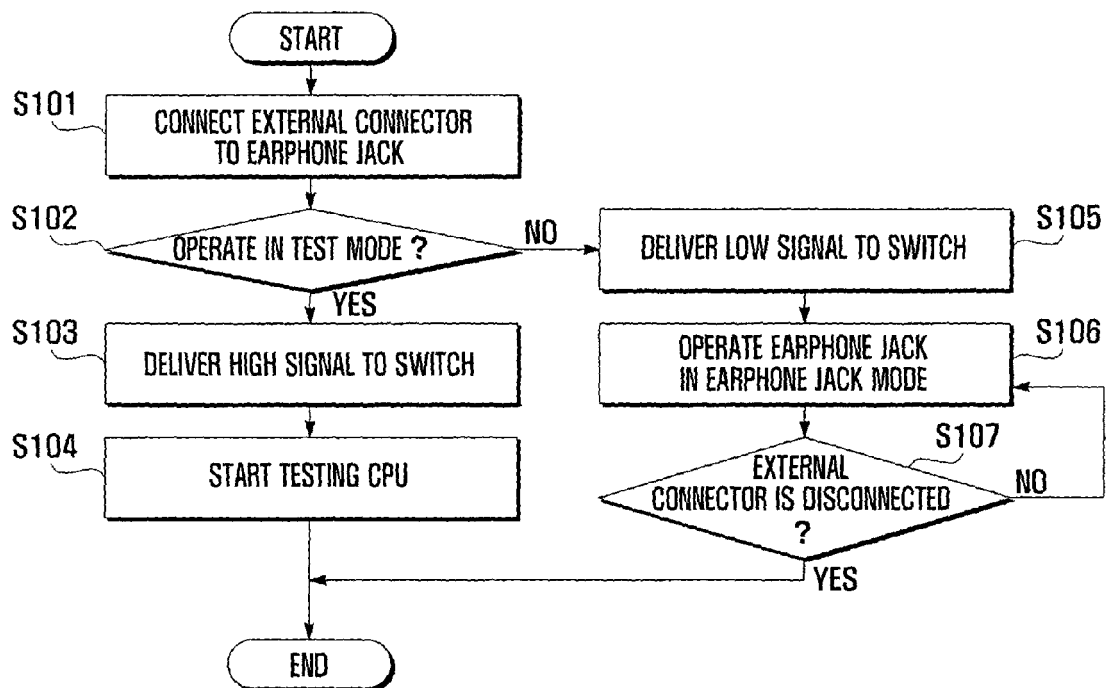 START
S101
CONNECT EXTERNAL CONNECTOR
TO EARPHONE JACK
S102
OPERATE IN TEST MODE ?
NO
YES
S103
DELIVER HIGH SIGNAL TO SWITCH
S104
START TESTING CPU
S105
DELIVER LOW SIGNAL TO SWITCH
S106
OPERATE EARPHONE JACK
IN EARPHONE JACK MODE
S107
EXTERNAL
CONNECTOR IS DISCONNECTED
?
NO
YES
END